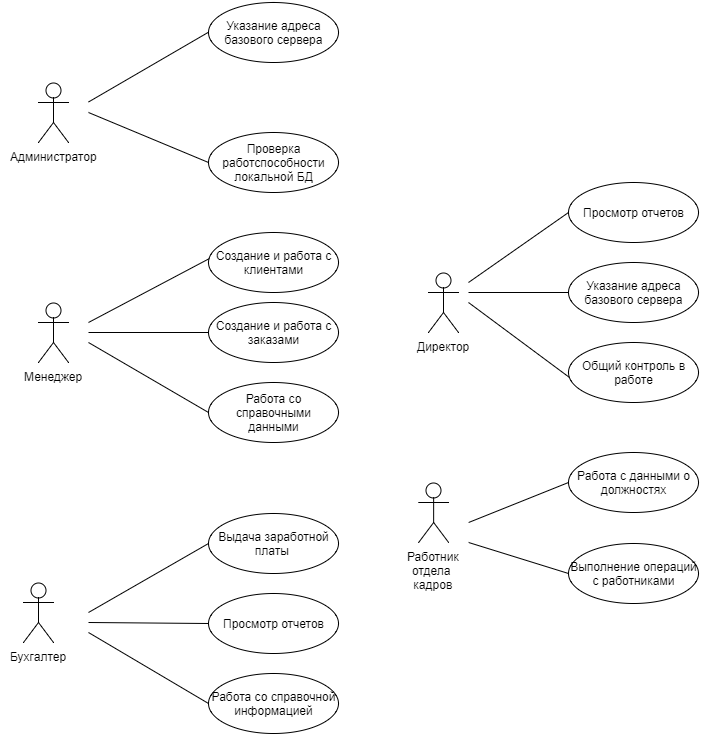 Указание адреса
базового сервера
Администратор
Проверка
работспособности
локальной БД
Создание и работа с
клиентами
Создание и работа с
заказами
Менеджер
Работа со
справочными
данными
Выдача заработной
платы
Просмотр отчетов
Бухгалтер
Работа со справочной
информацией
Просмотр отчетов
Указание адреса
базового сервера
Директор
Общий контроль в
работе
Работа с данными о
должностях
Работник
отдела
кадров
Выполнение операций
с работниками